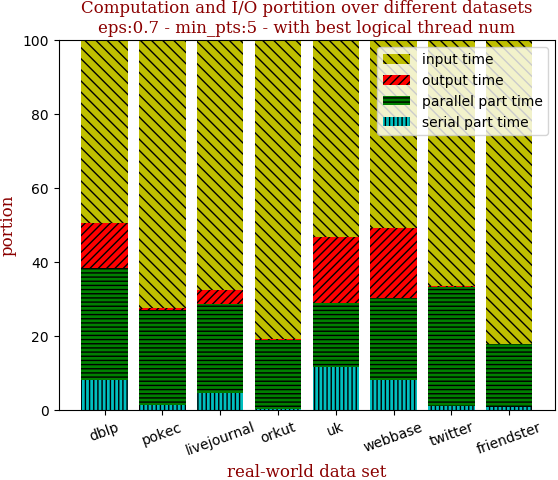 Computation and I/O portion over different datasets
eps:0.7 - min_pts:5 - with best logical thread num
100
80
60
40
20
0
portion
input time
output time
parallel part time
serial part time
dblp
pokec
livejournal
orkut
uk
webbase
twitter
friendster
real-world data set